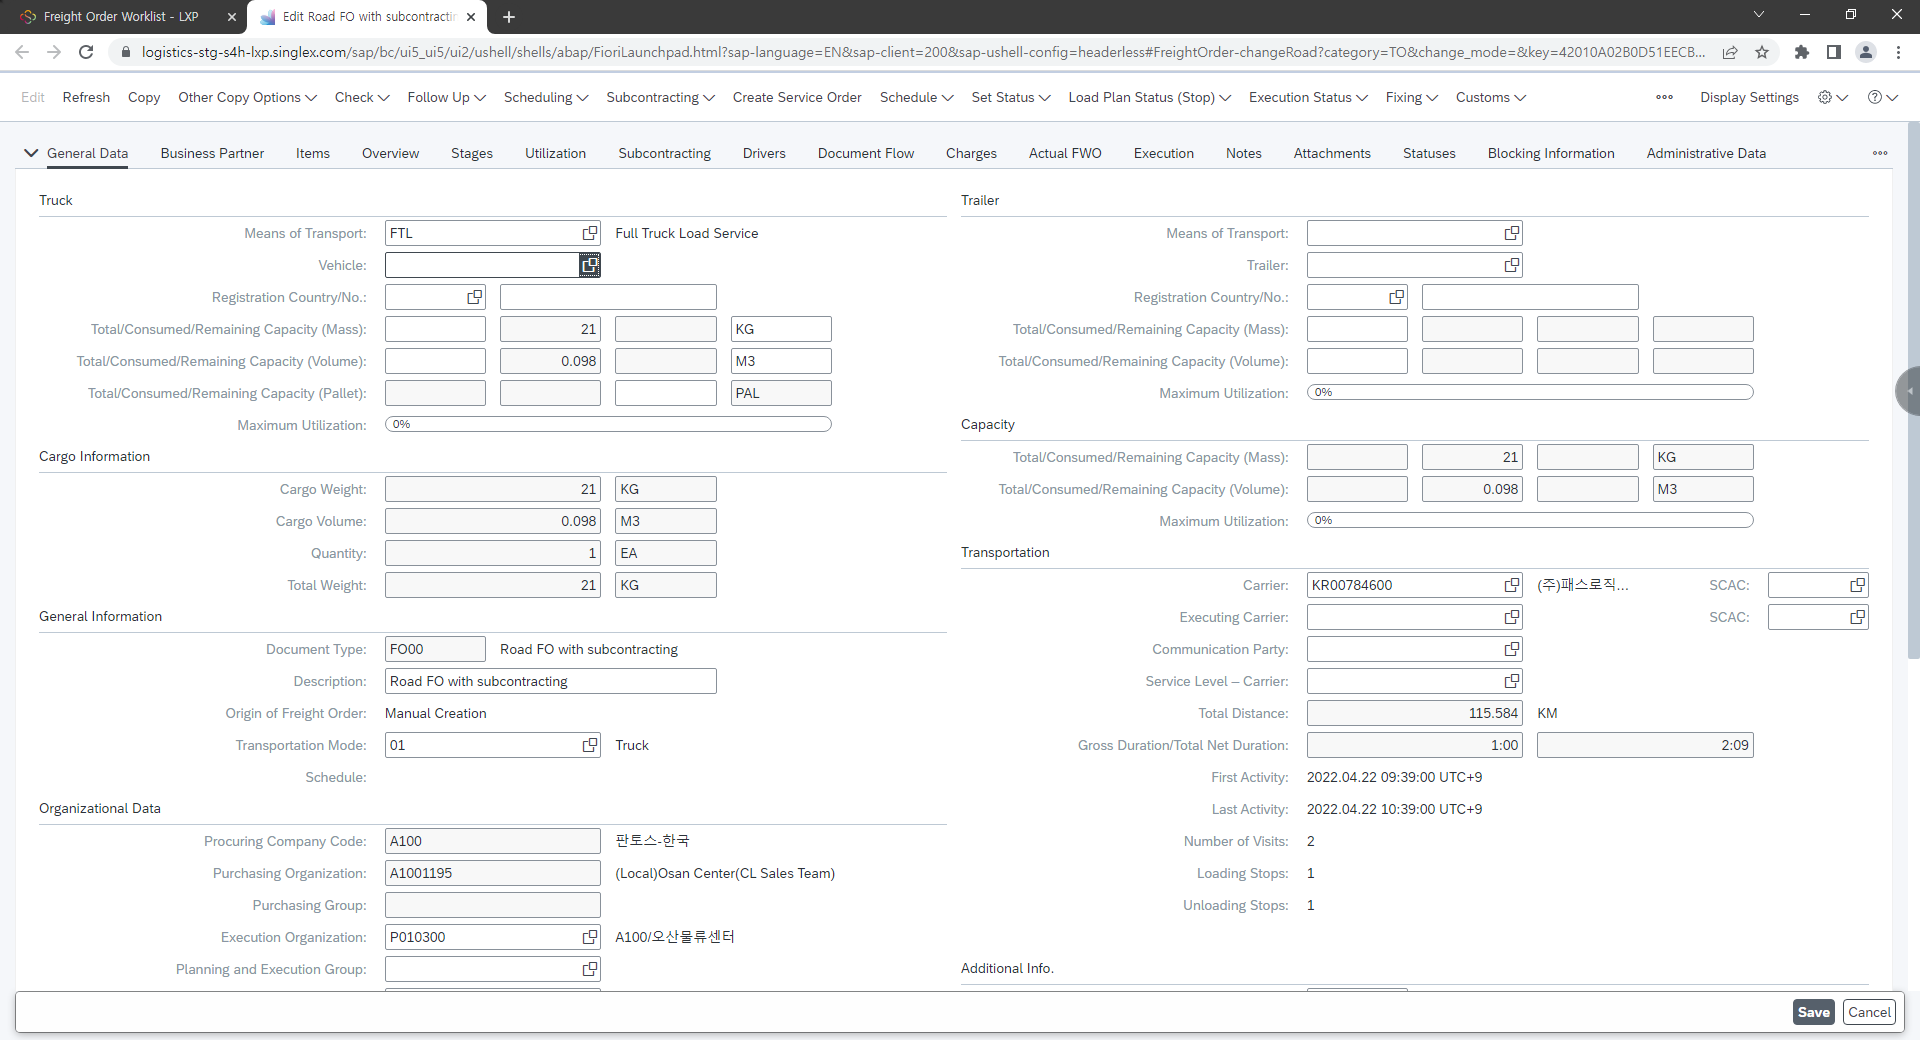 Freight Order Worklist - LXP
Edit Road FO with subcontractin
logistics-stg-s4h-lxp.singlex.com/sap/bc/ui5_ui5/ui2/ushell/shells/abap/FioriLaunchpad.html?sap-language=EN&sap-client=200&sap-ushell-config=headerless#FreightOrder-changeRoad?category=TO&change_mode=&key=42010A02B0D51EECB...
Edit Refresh Copy Other Copy Options Check Follow Up Scheduling Subcontracting Create Service Order Schedule Set Status Load Plan Status (Stop) Execution Status Fixing Customs Display Settings
General Data Business Partner Items Overview Stages Utilization Subcontracting Drivers Document Flow Charges Actual FWO Execution Notes Attachments Statuses Blocking Information Administrative Data
Truck
Means of Transport: FTL Full Truck Load Service
Vehicle:
Registration Country/No.:
Total/Consumed/Remaining Capacity (Mass): 21 KG
Total/Consumed/Remaining Capacity (Volume): 0.098 M3
Total/Consumed/Remaining Capacity (Pallet): PAL
Maximum Utilization: 0%
Cargo Information
Cargo Weight: 21 KG
Cargo Volume: 0.098 M3
Quantity: 1 EA
Total Weight: 21 KG
General Information
Document Type: FO00 Road FO with subcontracting
Description: Road FO with subcontracting
Origin of Freight Order: Manual Creation
Transportation Mode: 01 Truck
Schedule:
Organizational Data
Procuring Company Code: A100 판토스-한국
Purchasing Organization: A1001195 (Local)Osan Center(CL Sales Team)
Purchasing Group:
Execution Organization: P010300 A100/오산물류센터
Planning and Execution Group:
Trailer
Means of Transport:
Trailer:
Registration Country/No.:
Total/Consumed/Remaining Capacity (Mass):
Total/Consumed/Remaining Capacity (Volume):
Maximum Utilization: 0%
Capacity
Total/Consumed/Remaining Capacity (Mass): 21 KG
Total/Consumed/Remaining Capacity (Volume): 0.098 M3
Maximum Utilization: 0%
Transportation
Carrier: KR00784600 (주)패스로직... SCAC:
Executing Carrier: SCAC:
Communication Party:
Service Level – Carrier:
Total Distance: 115.584 KM
Gross Duration/Total Net Duration: 1:00 2:09
First Activity: 2022.04.22 09:39:00 UTC+9
Last Activity: 2022.04.22 10:39:00 UTC+9
Number of Visits: 2
Loading Stops: 1
Unloading Stops: 1
Additional Info.
Save Cancel